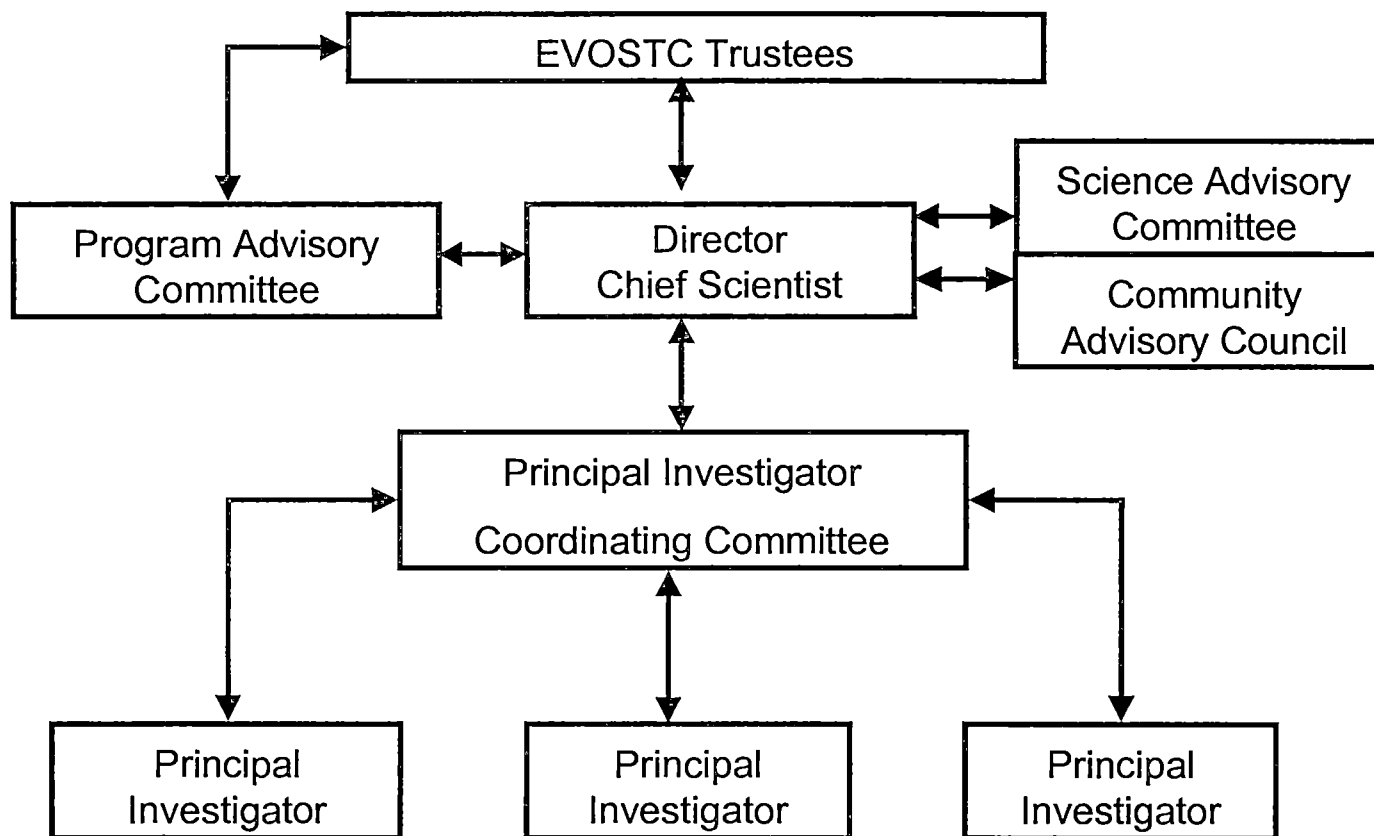 EVOSTC Trustees
Science Advisory
Committee
Program Advisory
Committee
Director
Chief Scientist
Community
Advisory Council
Principal Investigator
Coordinating Committee
Principal
Investigator
Principal
Investigator
Principal
Investigator